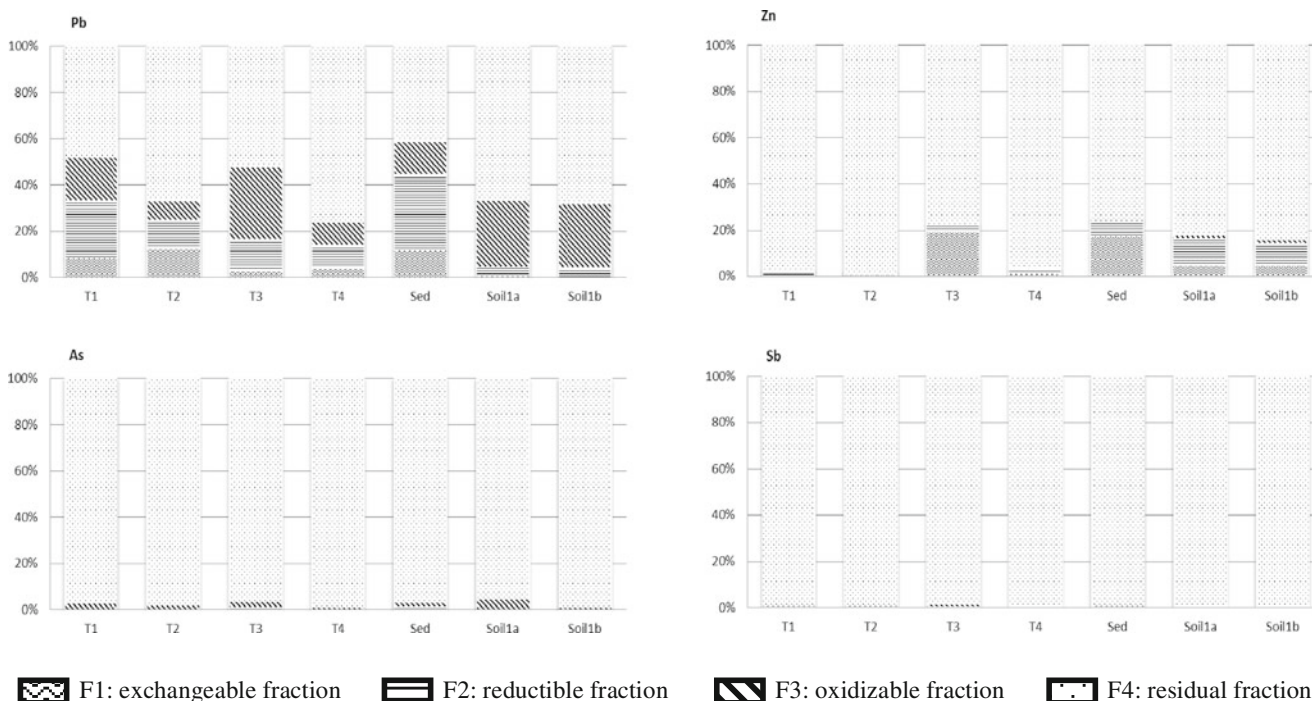 Pb
100%
80%
60%
40%
20%
0%
T1 T2 T3 T4 Sed Soil1a Soil1b
Zn
100%
80%
60%
40%
20%
0%
T1 T2 T3 T4 Sed Soil1a Soil1b
As
100%
80%
60%
40%
20%
0%
T1 T2 T3 T4 Sed Soil1a Soil1b
Sb
100%
80%
60%
40%
20%
0%
T1 T2 T3 T4 Sed Soil1a Soil1b
F1: exchangeable fraction F2: reductible fraction F3: oxidizable fraction F4: residual fraction